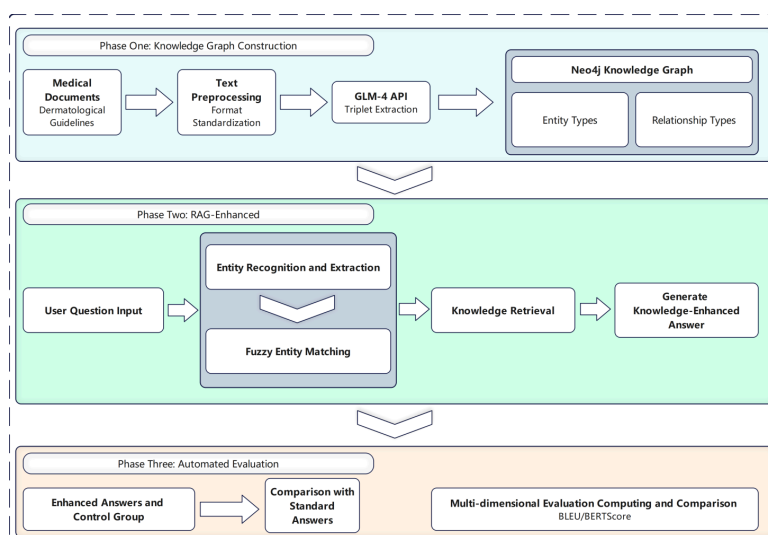 Phase One: Knowledge Graph Construction
Medical
Documents
Dermatological
Guidelines
Text
Preprocessing
Format
Standardization
GLM-4 API
Triplet Extraction
Neo4j Knowledge Graph
Entity Types
Relationship Types
Phase Two: RAG-Enhanced
User Question Input
Entity Recognition and Extraction
Fuzzy Entity Matching
Knowledge Retrieval
Generate
Knowledge-Enhanced
Answer
Phase Three: Automated Evaluation
Enhanced Answers and
Control Group
Comparison with
Standard
Answers
Multi-dimensional Evaluation Computing and Comparison
BLEU/BERTScore